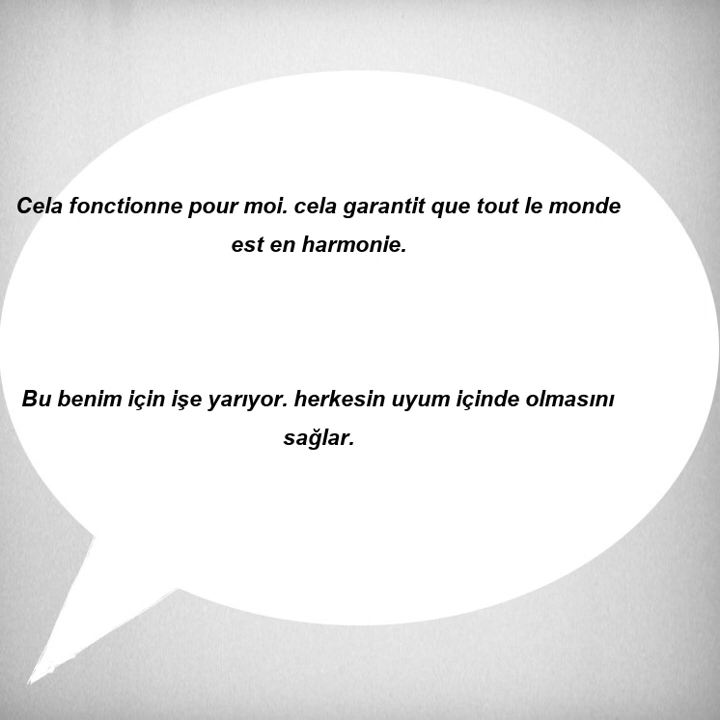 Cela fonctionne pour moi. cela garantit que tout le monde
est en harmonie.
Bu benim için işe yarıyor. herkesin uyum içinde olmasını
sağlar.